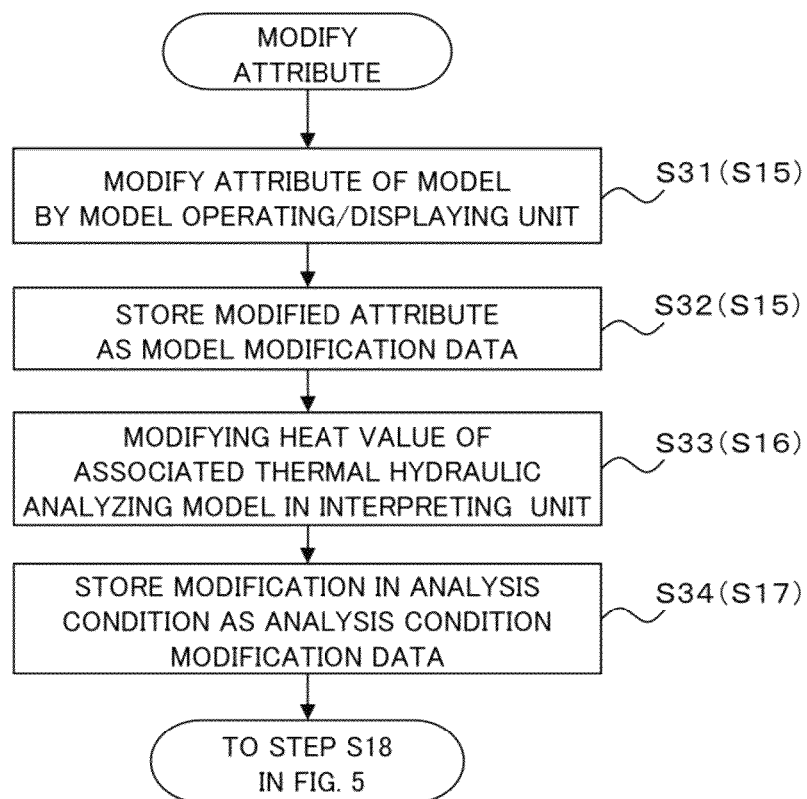 MODIFY
ATTRIBUTE
MODIFY ATTRIBUTE OF MODEL
BY MODEL OPERATING/DISPLAYING UNIT
S31(S15)
STORE MODIFIED ATTRIBUTE
AS MODEL MODIFICATION DATA
S32(S15)
MODIFYING HEAT VALUE OF
ASSOCIATED THERMAL HYDRAULIC
ANALYZING MODEL IN INTERPRETING UNIT
S33(S16)
STORE MODIFICATION IN ANALYSIS
CONDITION AS ANALYSIS CONDITION
MODIFICATION DATA
S34(S17)
TO STEP S18
IN FIG. 5